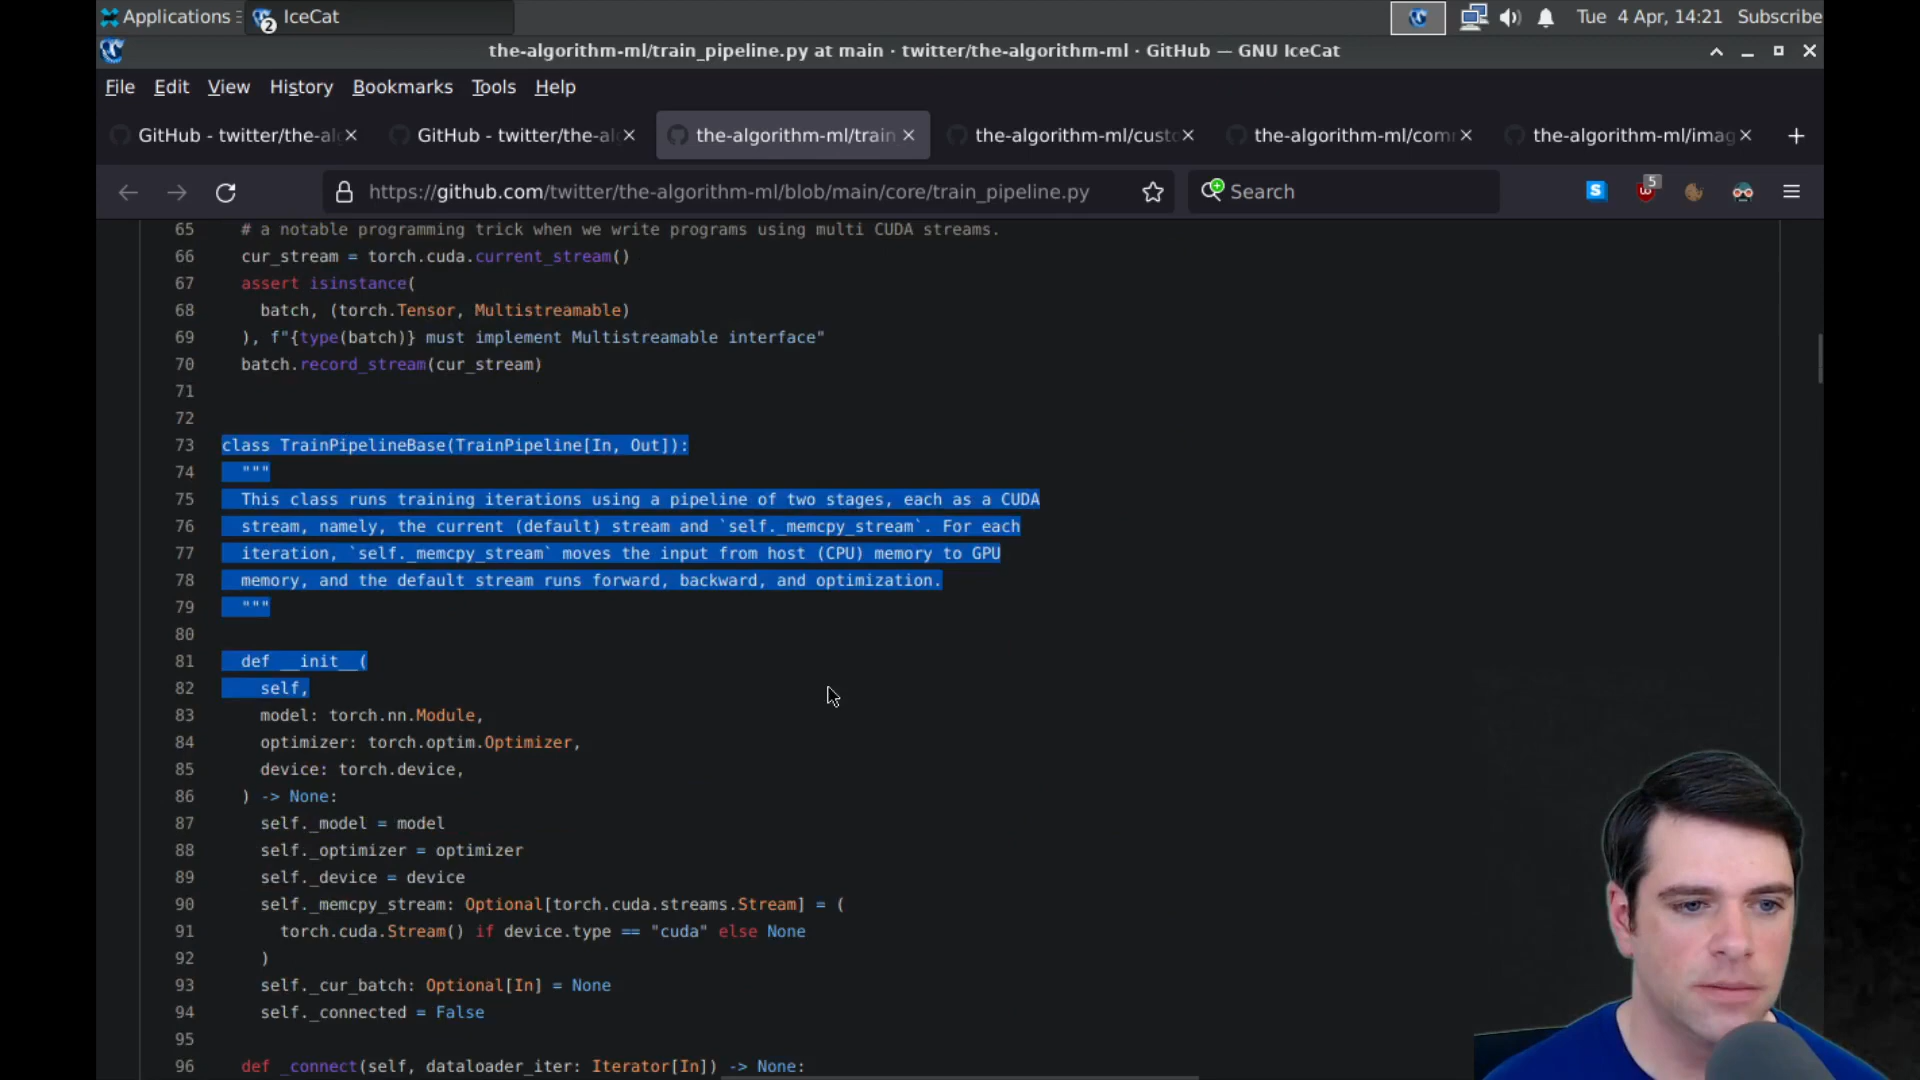 Applications
2
IceCat
Tue 4 Apr, 14:21 Subscribe
the-algorithm-ml/train_pipeline.py at main · twitter/the-algorithm-ml · GitHub — GNU IceCat
File Edit View History Bookmarks Tools Help
GitHub - twitter/the-al
GitHub - twitter/the-al
the-algorithm-ml/train
the-algorithm-ml/custo
the-algorithm-ml/comm
the-algorithm-ml/imag
https://github.com/twitter/the-algorithm-ml/blob/main/core/train_pipeline.py
Search
S
5
65 # a notable programming trick when we write programs using multi CUDA streams.
66 cur_stream = torch.cuda.current_stream()
67 assert isinstance(
68 batch, (torch.Tensor, Multistreamable)
69 ), f"{type(batch)} must implement Multistreamable interface"
70 batch.record_stream(cur_stream)
71
72
73 class TrainPipelineBase(TrainPipeline[In, Out]):
74 """
75 This class runs training iterations using a pipeline of two stages, each as a CUDA
76 stream, namely, the current (default) stream and `self._memcpy_stream`. For each
77 iteration, `self._memcpy_stream` moves the input from host (CPU) memory to GPU
78 memory, and the default stream runs forward, backward, and optimization.
79 """
80
81 def __init__(
82 self,
83 model: torch.nn.Module,
84 optimizer: torch.optim.Optimizer,
85 device: torch.device,
86 ) -> None:
87 self._model = model
88 self._optimizer = optimizer
89 self._device = device
90 self._memcpy_stream: Optional[torch.cuda.streams.Stream] = (
91 torch.cuda.Stream() if device.type == "cuda" else None
92 )
93 self._cur_batch: Optional[In] = None
94 self._connected = False
95
96 def _connect(self, dataloader_iter: Iterator[In]) -> None: